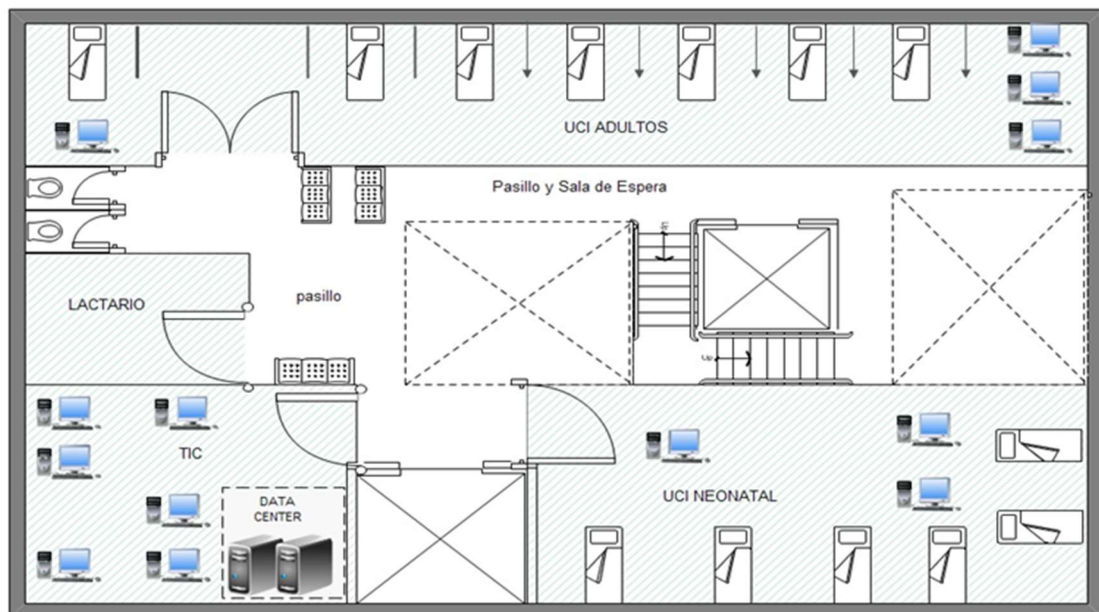 UCI ADULTOS
Pasillo y Sala de Espera
LACTARIO
pasillo
TIC
DATA
CENTER
UCI NEONATAL